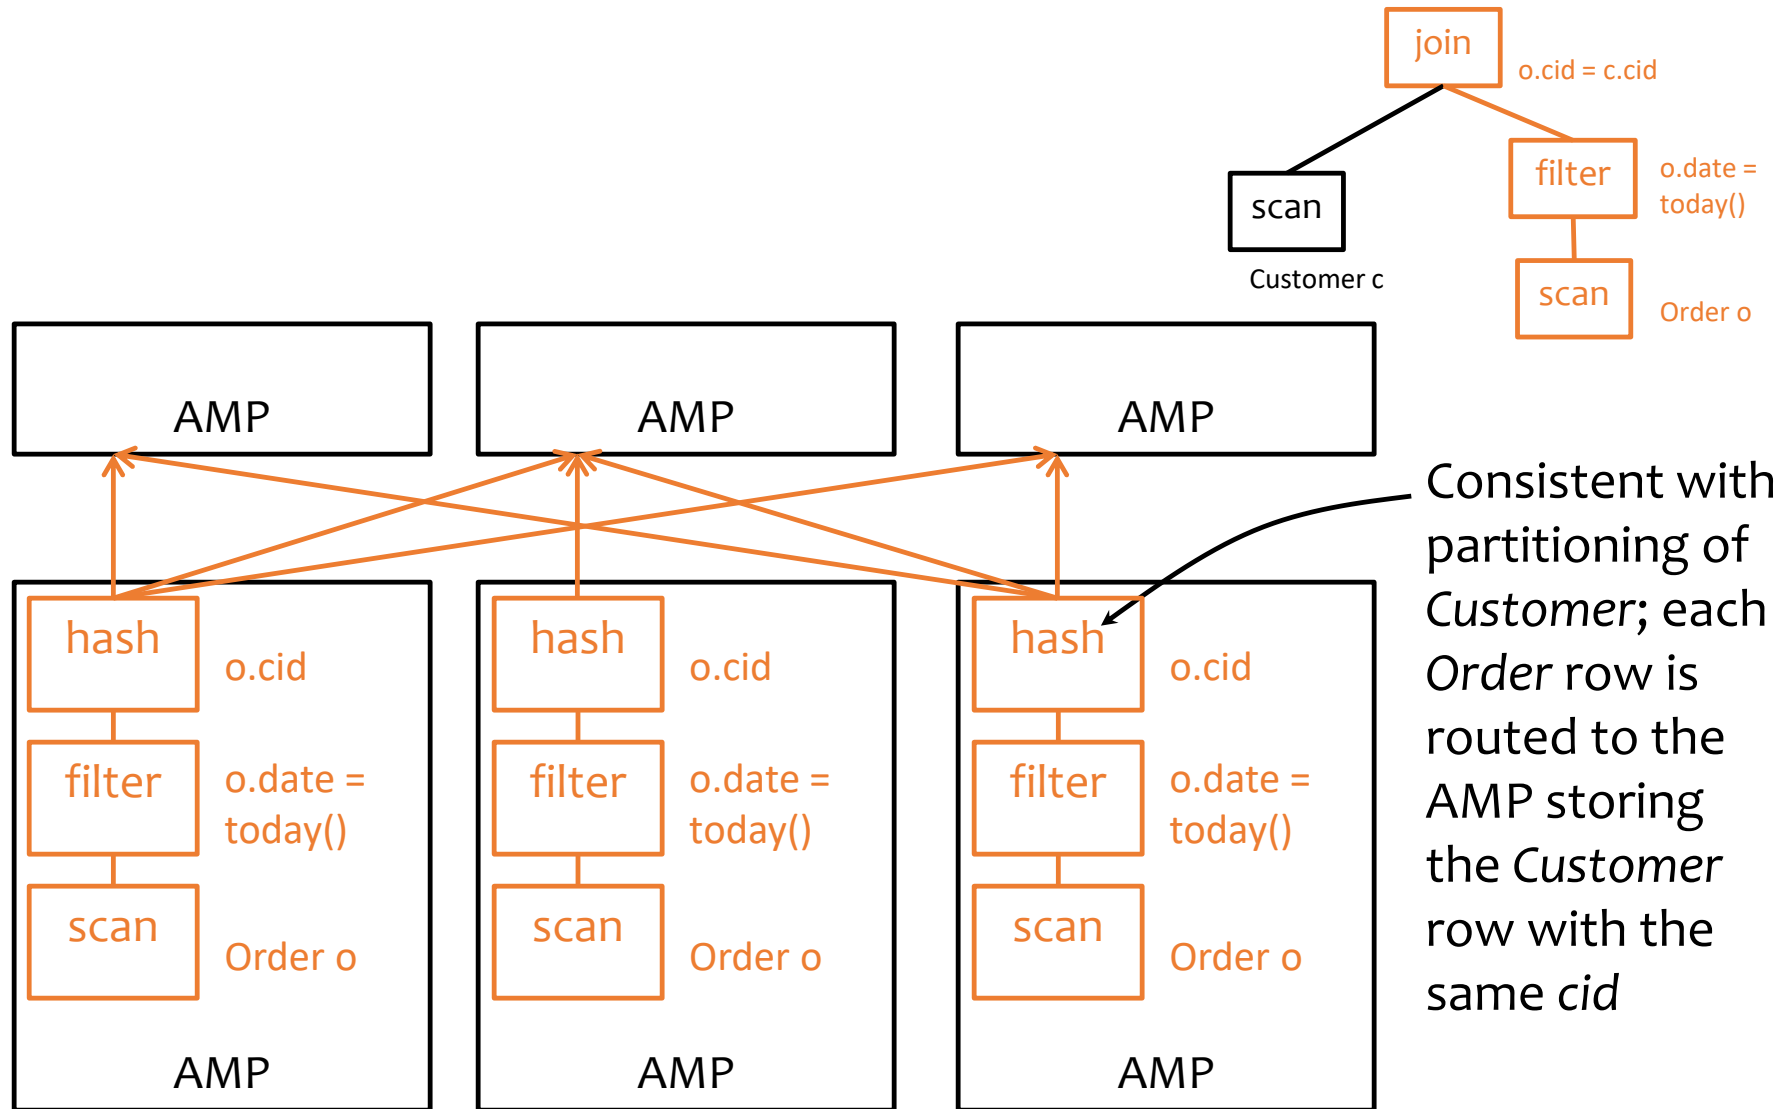 join
o.cid = c.cid
filter
o.date =
today()
scan
Customer c
scan
Order o
AMP
AMP
AMP
Consistent with
partitioning of
Customer; each
Order row is
routed to the
AMP storing
the Customer
row with the
same cid
hash
o.cid
filter
o.date =
today()
scan
Order o
AMP
hash
o.cid
filter
o.date =
today()
scan
Order o
AMP
hash
o.cid
filter
o.date =
today()
scan
Order o
AMP